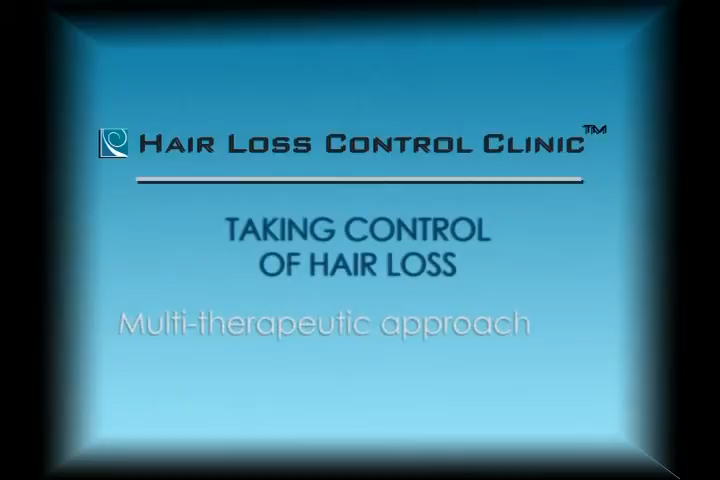 Hair Loss Control Clinic™
TAKING CONTROL
OF HAIR LOSS
Multi-therapeutic approach